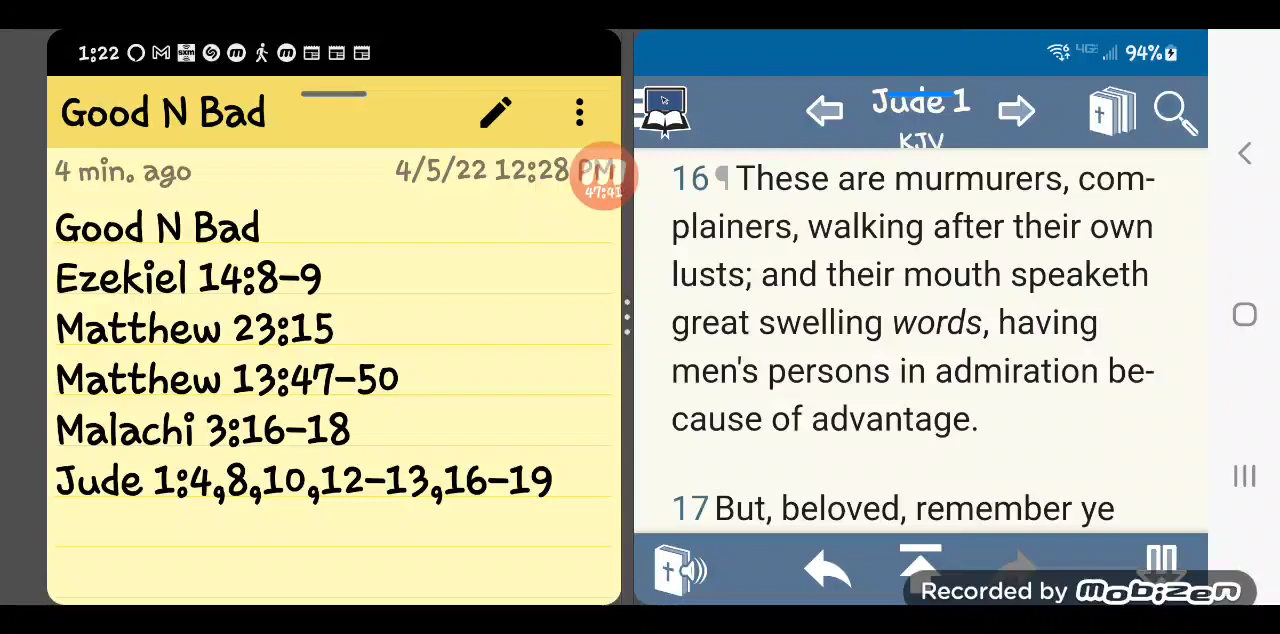 1:22
4G 94%
Good N Bad
4 min. ago 4/5/22 12:28 PM
47:41
Good N Bad
Ezekiel 14:8-9
Matthew 23:15
Matthew 13:47-50
Malachi 3:16-18
Jude 1:4,8,10,12-13,16-19
Jude 1
KJV
16 ¶ These are murmurers, com-
plainers, walking after their own
lusts; and their mouth speaketh
great swelling words, having
men's persons in admiration be-
cause of advantage.
17 But, beloved, remember ye
Recorded by Mobizen